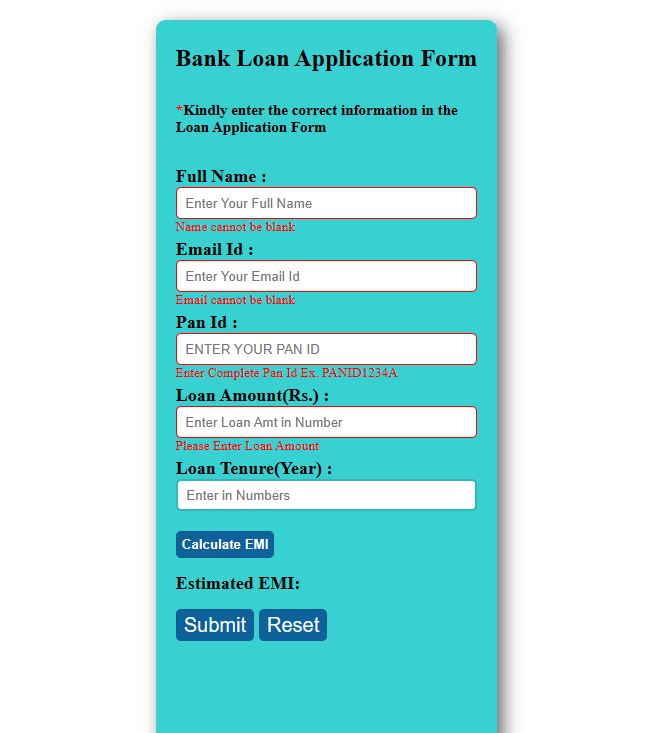 Bank Loan Application Form
*Kindly enter the correct information in the
Loan Application Form
Full Name :
Enter Your Full Name
Name cannot be blank
Email Id :
Enter Your Email Id
Email cannot be blank
Pan Id :
ENTER YOUR PAN ID
Enter Complete Pan Id Ex. PANID1234A
Loan Amount(Rs.) :
Enter Loan Amt in Number
Please Enter Loan Amount
Loan Tenure(Year) :
Enter in Numbers
Calculate EMI
Estimated EMI:
Submit Reset